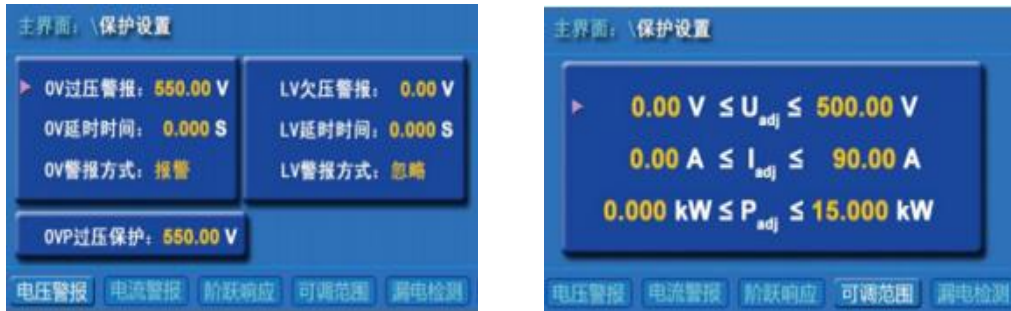 主界面：\保护设置
OV过压警报：550.00 V
OV延时时间： 0.000 S
OV警报方式：报警
LV欠压警报： 0.00 V
LV延时时间：0.000 S
LV警报方式：忽略
OVP过压保护：550.00 V
电压警报 电流警报 阶跃响应 可调范围 漏电检测
主界面：\保护设置
0.00 V ≤ Uadj ≤ 500.00 V
0.00 A ≤ Iadj ≤ 90.00 A
0.000 kW ≤ Padj ≤ 15.000 kW
电压警报 电流警报 阶跃响应 可调范围 漏电检测